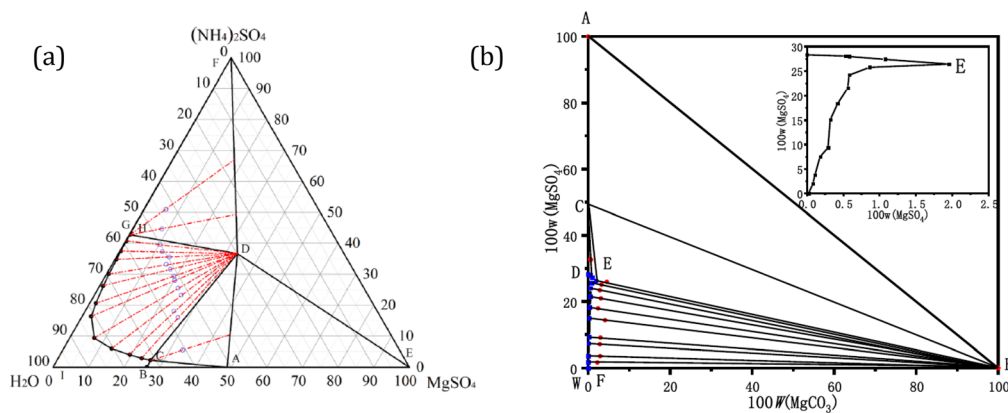 (a)
(NH₄)₂SO₄
0 100
F
10 90
20 80
30 70
40 60
50 50
G H
60 40
D
70 30
80 20
90 10
C A E
100 B 0
H₂O 0 I 10 20 30 40 50 60 70 80 90 100 MgSO₄
(b)
A
100
80
60
C
40
D E
20
0
W F
0 20 40 60 80 100
100w(MgSO₄)
100W(MgCO₃)
30
25
20
15
10
5
0
E
0.0 0.5 1.0 1.5 2.0 2.5
100w(MgSO₄)
100w(MgSO₄)